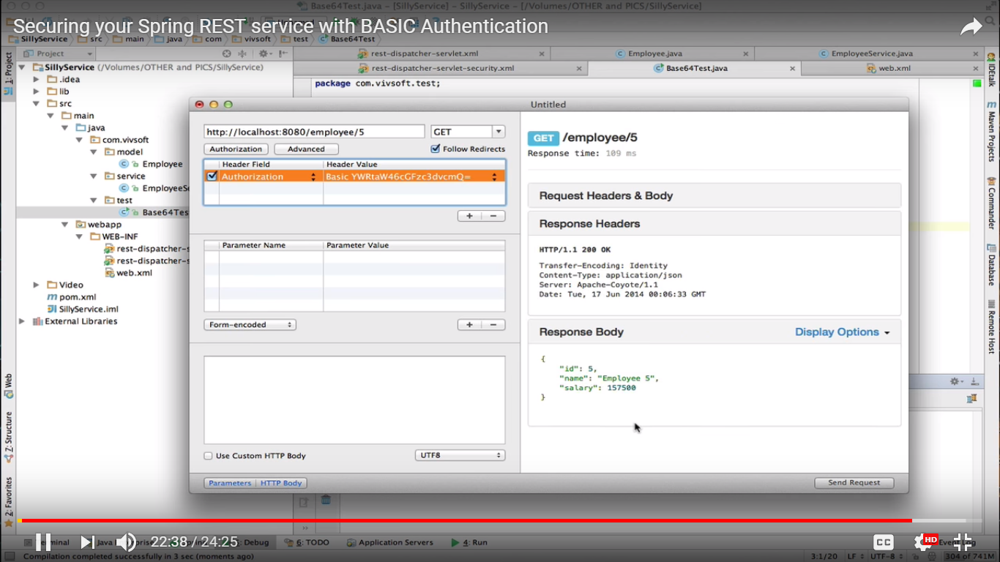 Base64Test.java - [SillyService] - SillyService - [/Volumes/OTHER and PICS/SillyService]
Securing your Spring REST service with BASIC Authentication
SillyService src main java com vivsoft test Base64Test
Project
rest-dispatcher-servlet.xml
Employee.java
EmployeeService.java
rest-dispatcher-servlet-security.xml
Base64Test.java
web.xml
1: Project
SillyService (/Volumes/OTHER and PICS/SillyService)
.idea
lib
src
main
java
com.vivsoft
model
Employee
service
EmployeeSe
test
Base64Tes
webapp
WEB-INF
rest-dispatcher-s
rest-dispatcher-s
web.xml
Video
pom.xml
SillyService.iml
External Libraries
package com.vivsoft.test;
Untitled
http://localhost:8080/employee/5
GET
Authorization
Advanced
Follow Redirects
Header Field
Header Value
Authorization
Basic YWRtaW46cGFzc3dvcmQ=
+ −
Parameter Name
Parameter Value
Form-encoded
+ −
Use Custom HTTP Body
UTF8
Parameters
HTTP Body
GET /employee/5
Response time: 109 ms
Request Headers & Body
Response Headers
HTTP/1.1 200 OK
Transfer-Encoding: Identity
Content-Type: application/json
Server: Apache-Coyote/1.1
Date: Tue, 17 Jun 2014 00:06:33 GMT
Response Body
Display Options
{
"id": 5,
"name": "Employee 5",
"salary": 157500
}
Send Request
IDEtalk
Maven Projects
Commander
Database
Remote Host
Web
Z: Structure
2: Favorites
»
22:38 / 24:25
CC
HD
Debug
6: TODO
Application Servers
4: Run
Event Log
Compilation completed successfully in 3 sec (moments ago)
3:1/20
LF
UTF-8
304 of 741M